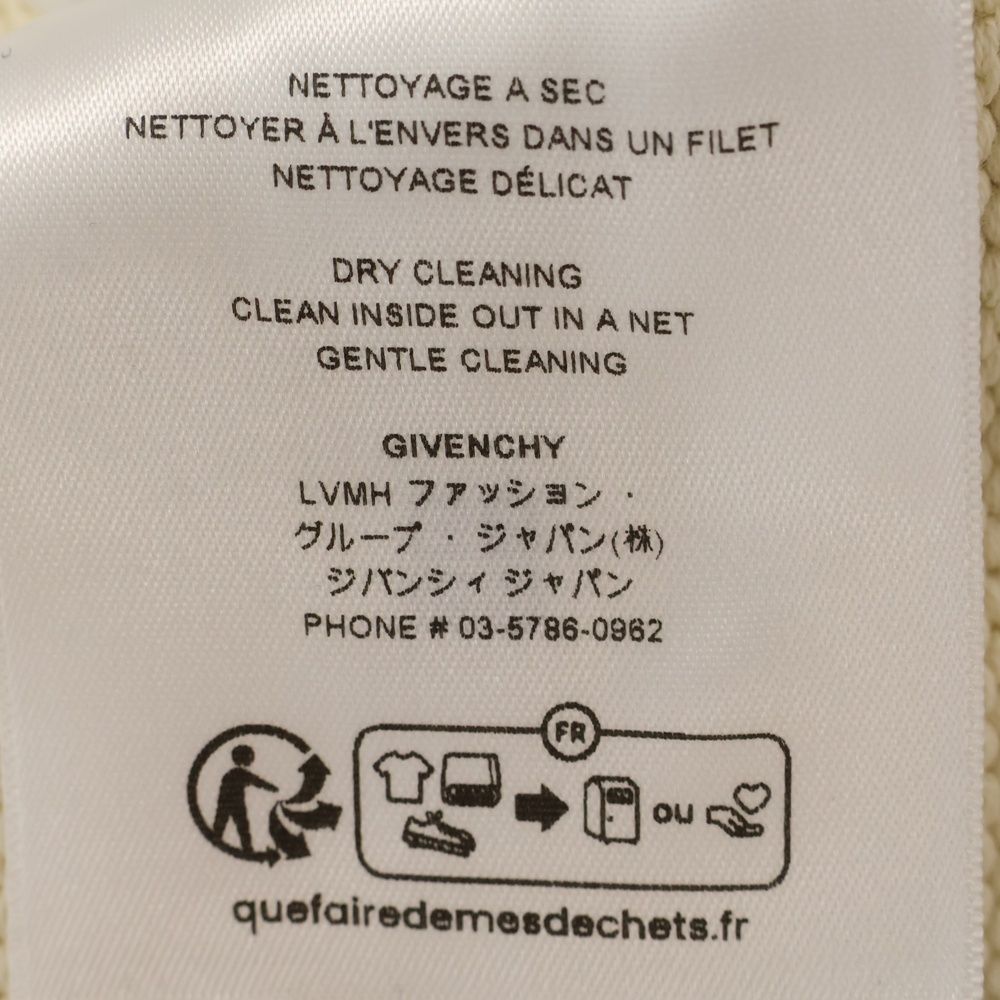 NETTOYAGE A SEC
NETTOYER À L'ENVERS DANS UN FILET
NETTOYAGE DÉLICAT
DRY CLEANING
CLEAN INSIDE OUT IN A NET
GENTLE CLEANING
GIVENCHY
LVMH ファッション ・
グループ ・ ジャパン(株)
ジバンシィ ジャパン
PHONE # 03-5786-0962
FR
ou
quefairedemesdechets.fr